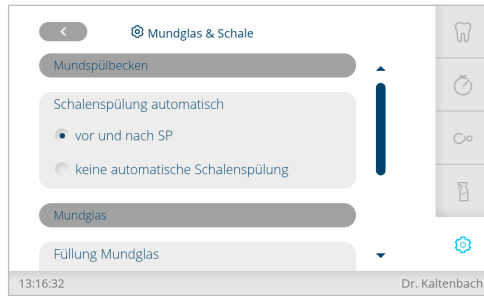 Mundglas & Schale
Mundspülbecken
Schalenspülung automatisch
vor und nach SP
keine automatische Schalenspülung
Mundglas
Füllung Mundglas
13:16:32 Dr. Kaltenbach